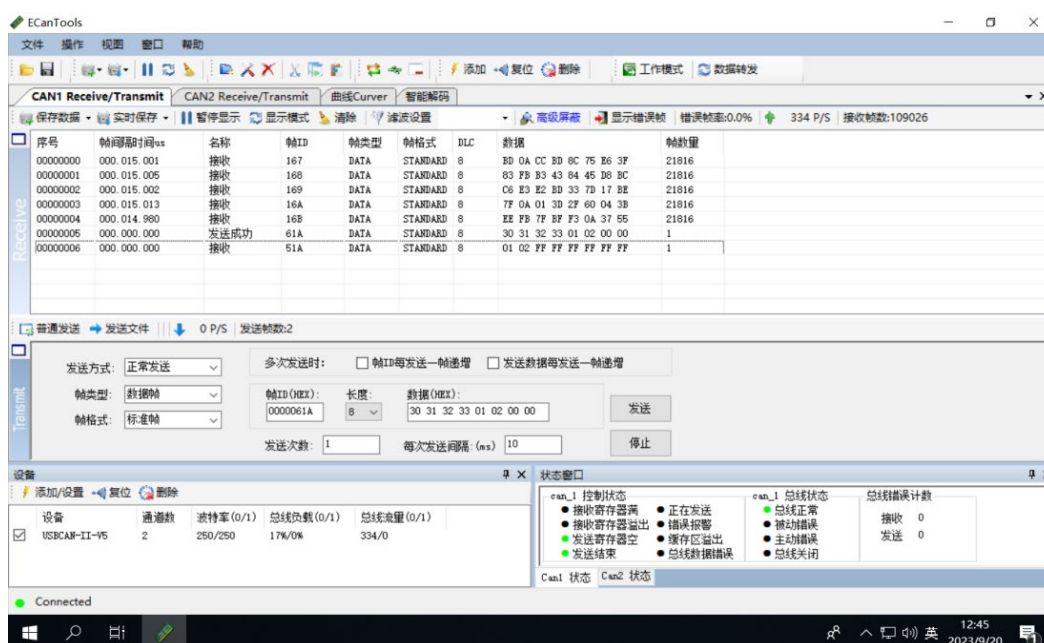 ECanTools
文件 操作 视图 窗口 帮助
添加 复位 删除 工作模式 数据转发
CAN1 Receive/Transmit CAN2 Receive/Transmit 曲线Curver 智能解码
保存数据 实时保存 暂停显示 显示模式 清除 滤波设置 高级屏蔽 显示错误帧 错误帧率:0.0% 334 P/S 接收帧数:109026
序号 帧间隔时间us 名称 帧ID 帧类型 帧格式 DLC 数据 帧数量
00000000 000.015.001 接收 167 DATA STANDARD 8 BD 0A CC BD 8C 75 E6 3F 21816
00000001 000.015.005 接收 168 DATA STANDARD 8 83 FB B3 43 84 45 D8 BC 21816
00000002 000.015.002 接收 169 DATA STANDARD 8 C6 E3 E2 BD 33 7D 17 BE 21816
00000003 000.015.013 接收 16A DATA STANDARD 8 7F 0A 01 3D 2F 60 04 3B 21816
00000004 000.014.980 接收 16B DATA STANDARD 8 EE FB 7F BF F3 0A 37 55 21816
00000005 000.000.000 发送成功 61A DATA STANDARD 8 30 31 32 33 01 02 00 00 1
00000006 000.000.000 接收 51A DATA STANDARD 8 01 02 FF FF FF FF FF FF 1
Receive
普通发送 发送文件 0 P/S 发送帧数:2
发送方式: 正常发送 多次发送时: 帧ID每发送一帧递增 发送数据每发送一帧递增
帧类型: 数据帧 帧ID(HEX): 长度: 数据(HEX):
0000061A 8 30 31 32 33 01 02 00 00 发送
帧格式: 标准帧
发送次数: 1 每次发送间隔:(ms) 10 停止
Transmit
设备
添加/设置 复位 删除
设备 通道数 波特率(0/1) 总线负载(0/1) 总线流量(0/1)
USBCAN-II-V5 2 250/250 17%/0% 334/0
状态窗口
can_1 控制状态 can_1 总线状态 总线错误计数
接收寄存器满 正在发送 总线正常 接收 0
接收寄存器溢出 错误报警 被动错误 发送 0
发送寄存器空 缓存区溢出 主动错误
发送结束 总线数据错误 总线关闭
Can1 状态 Can2 状态
Connected
英 12:45
2023/9/20
1